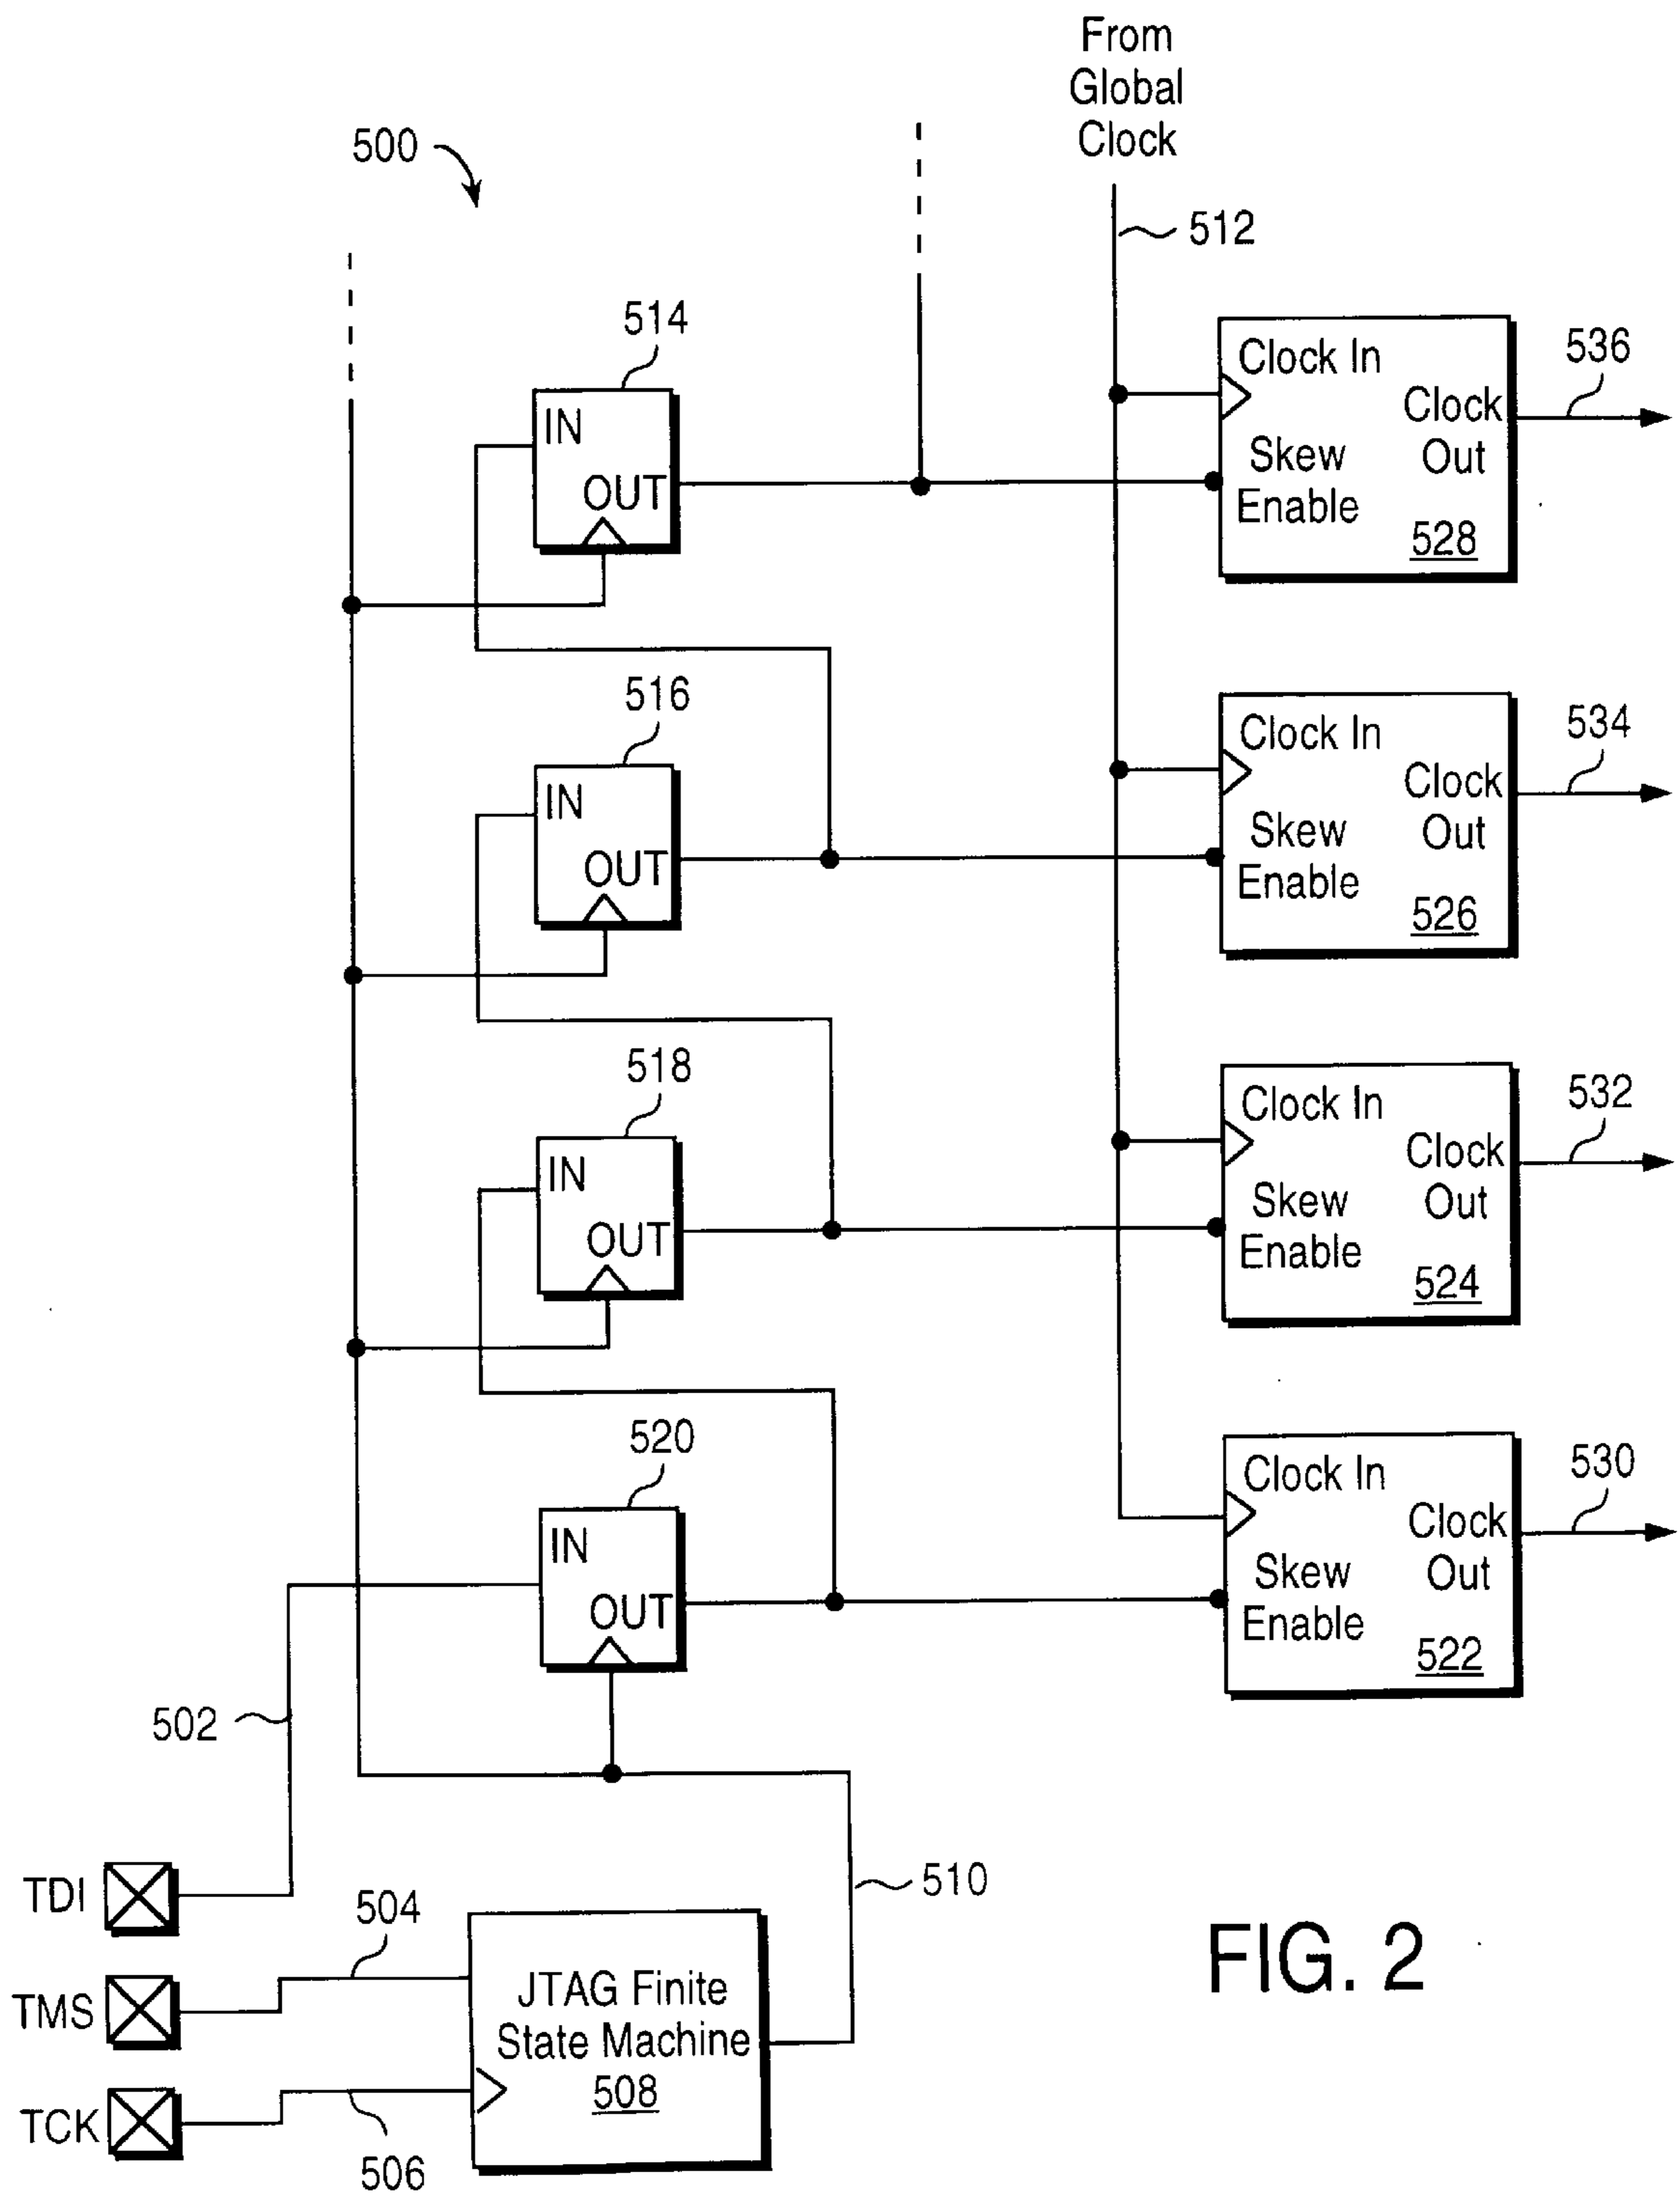 From
Global
Clock
500
512
514
IN
OUT
Clock In
Clock
Out
Skew
Enable
528
536
516
IN
OUT
Clock In
Clock
Out
Skew
Enable
526
534
518
IN
OUT
Clock In
Clock
Out
Skew
Enable
524
532
520
IN
OUT
Clock In
Clock
Out
Skew
Enable
522
530
502
TDI
504
510
TMS
JTAG Finite
State Machine
508
TCK
506
FIG. 2